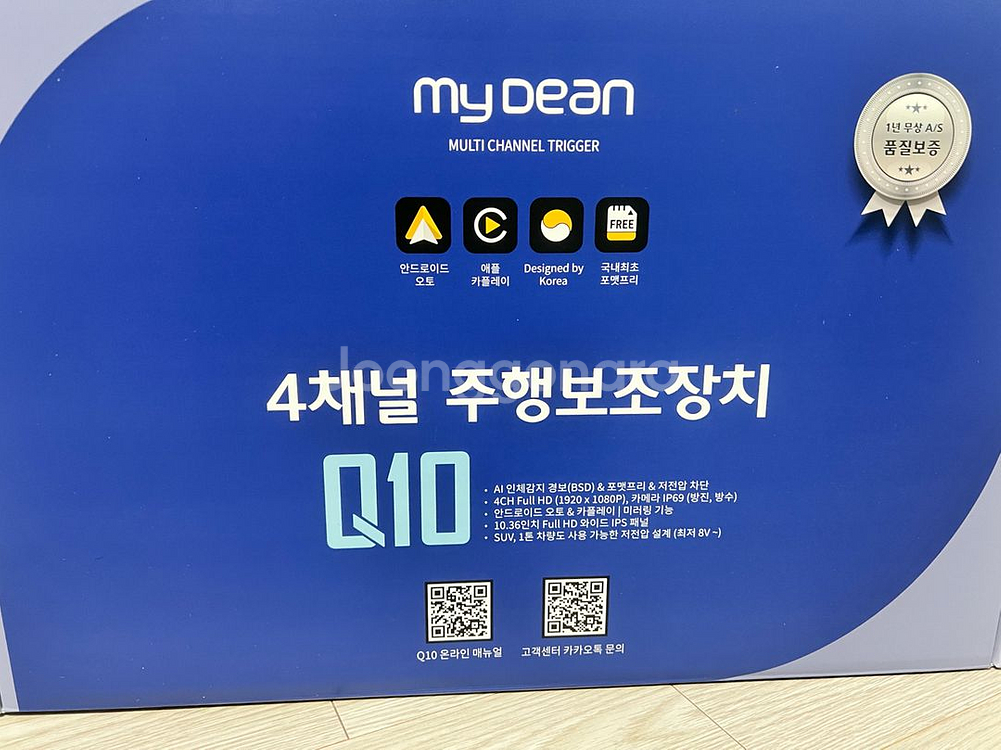 my Dean
MULTI CHANNEL TRIGGER
1년 무상 A/S
품질보증
FREE
안드로이드
오토
애플
카플레이
Designed by
Korea
국내최초
포맷프리
Joonggonara
4채널 주행보조장치
Q10
• AI 인체감지 경보(BSD) & 포맷프리 & 저전압 차단
• 4CH Full HD (1920 x 1080P), 카메라 IP69 (방진, 방수)
• 안드로이드 오토 & 카플레이 | 미러링 기능
• 10.36인치 Full HD 와이드 IPS 패널
• SUV, 1톤 차량도 사용 가능한 저전압 설계 (최저 8V ~)
Q10 온라인 매뉴얼
고객센터 카카오톡 문의